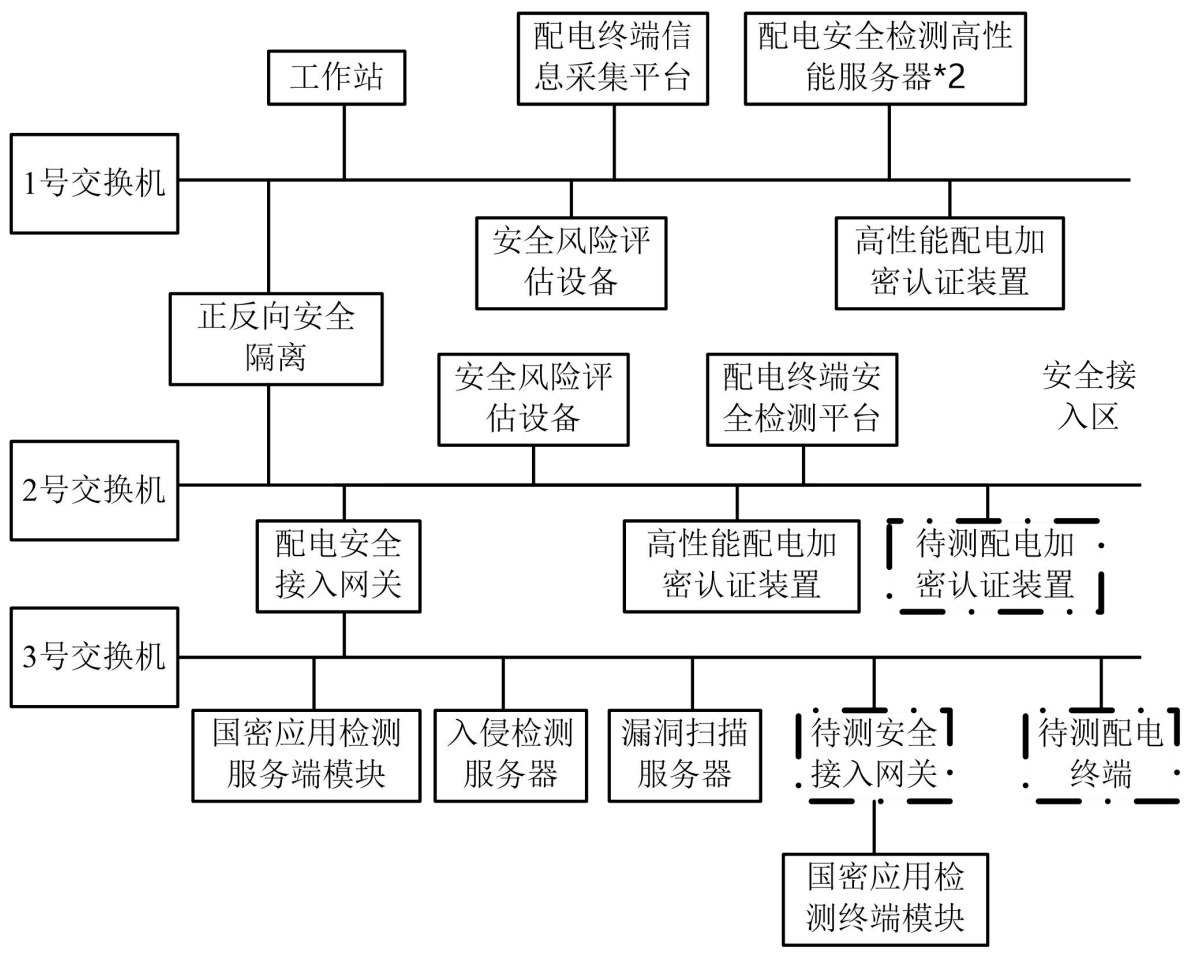 工作站
配电终端信
息采集平台
配电安全检测高性
能服务器*2
1号交换机
安全风险评
估设备
高性能配电加
密认证装置
正反向安全
隔离
安全风险评
估设备
配电终端安
全检测平台
安全接
入区
2号交换机
配电安全
接入网关
高性能配电加
密认证装置
待测配电加
密认证装置
3号交换机
国密应用检测
服务端模块
入侵检测
服务器
漏洞扫描
服务器
待测安全
接入网关
待测配电
终端
国密应用检
测终端模块